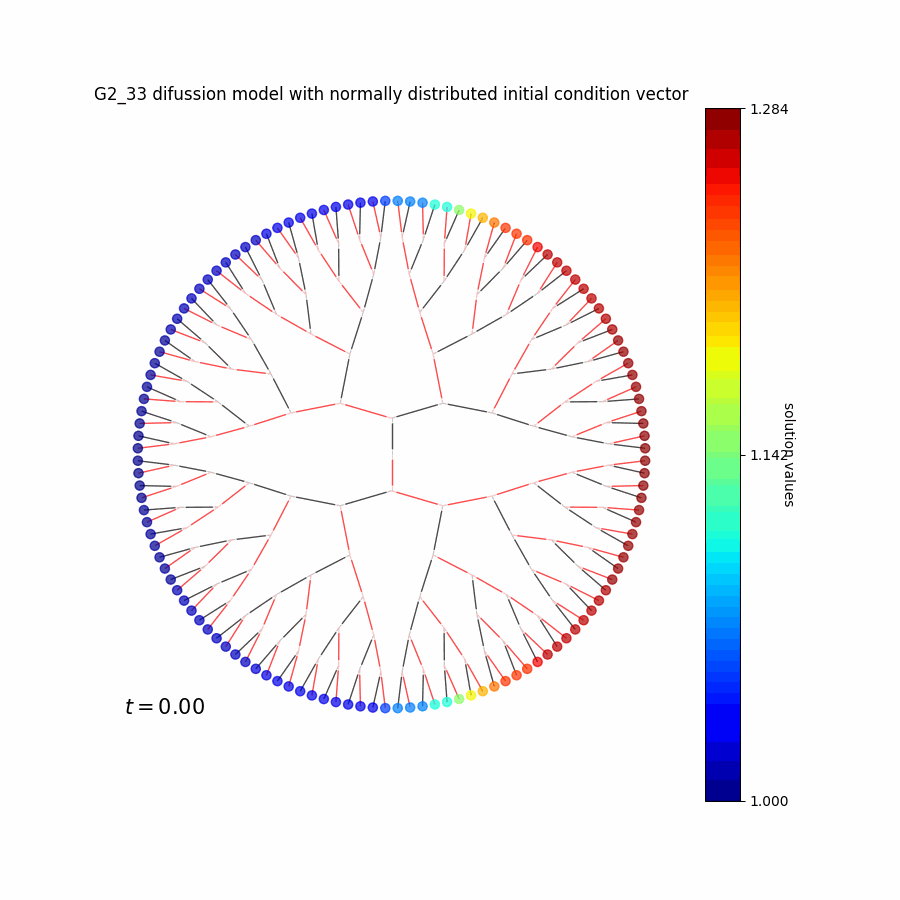 G2_33 difussion model with normally distributed initial condition vector
1.284
1.142
solution values
1.000
t = 0.00